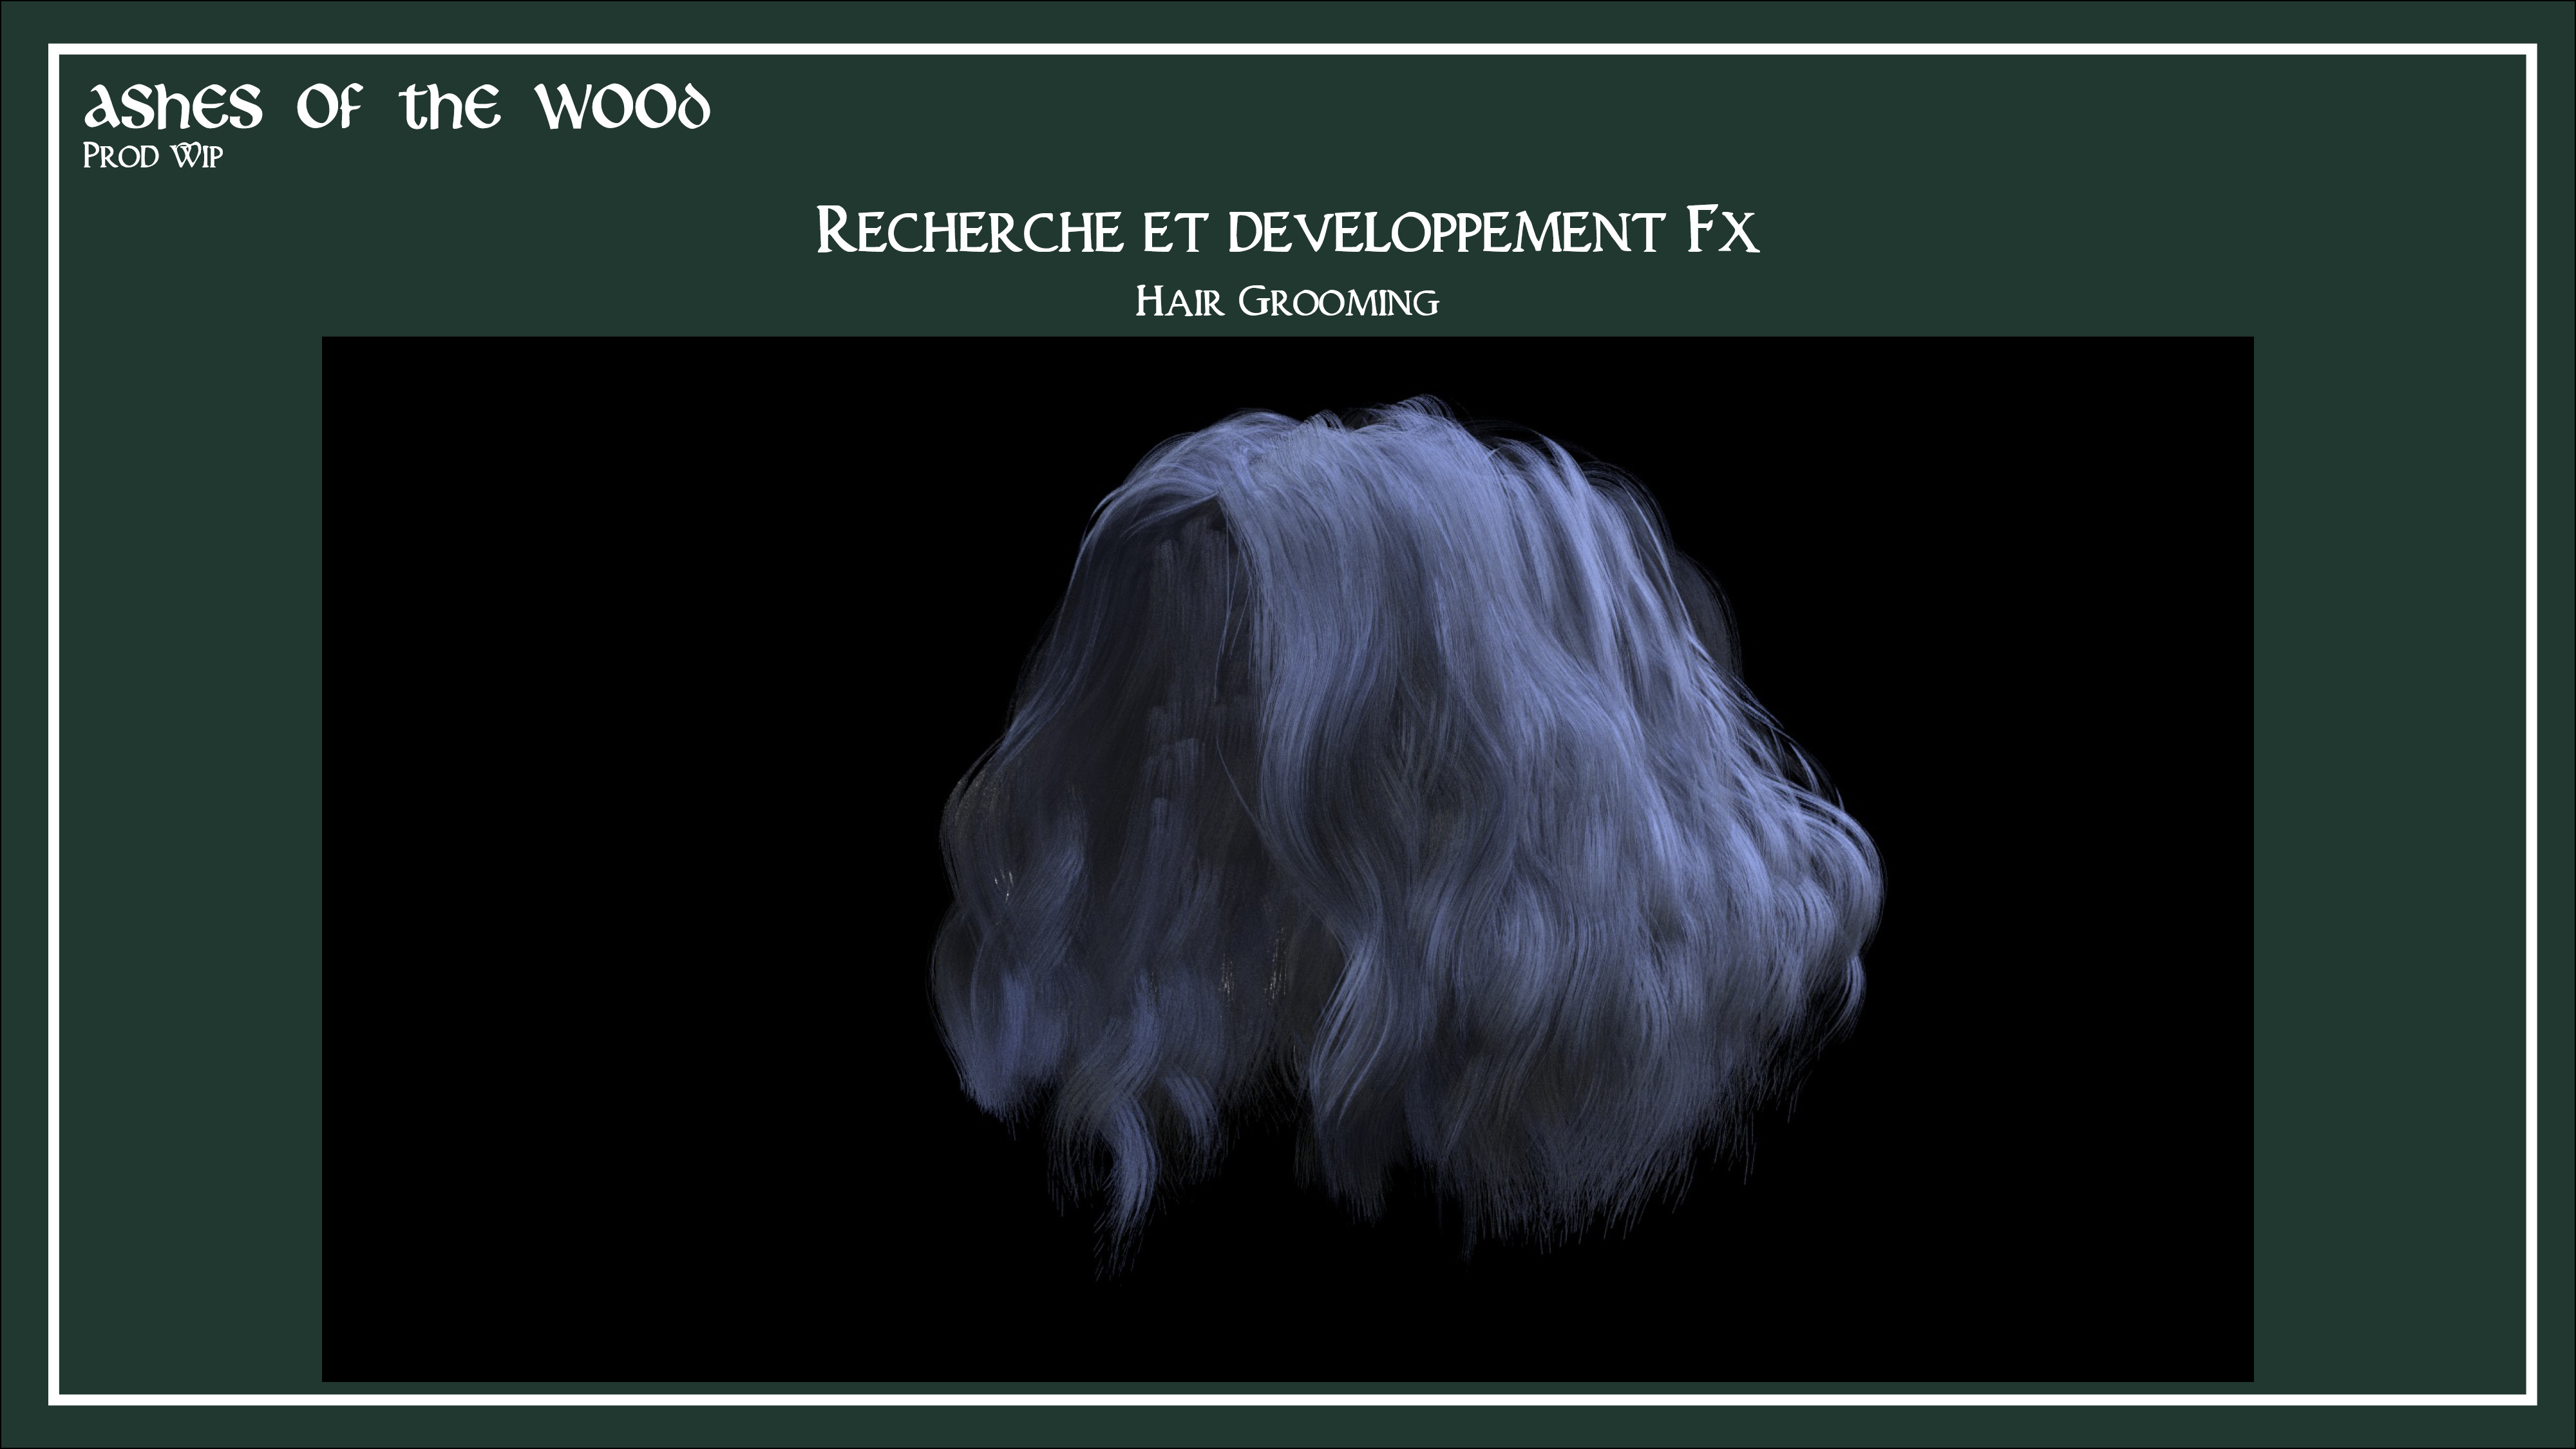 ashes of the wood
Prod Wip
Recherche et developpement Fx
Hair Grooming